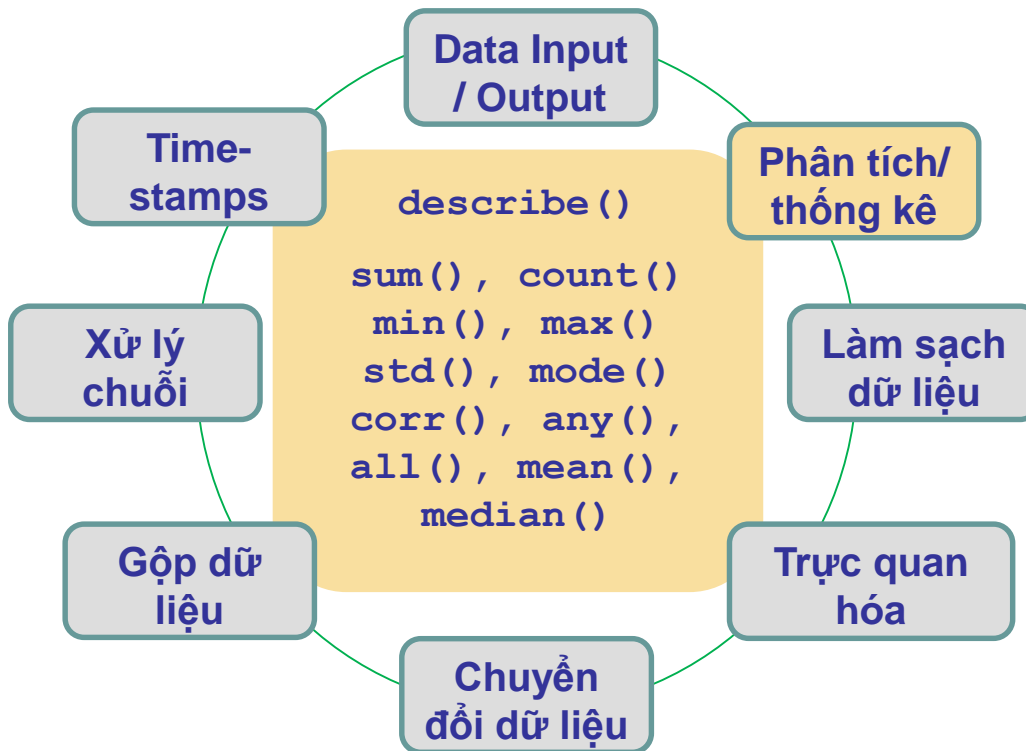 Data Input
/ Output
Time-
stamps
Phân tích/
thống kê
describe()
sum(), count()
min(), max()
std(), mode()
corr(), any(),
all(), mean(),
median()
Xử lý
chuỗi
Làm sạch
dữ liệu
Gộp dữ
liệu
Trực quan
hóa
Chuyển
đổi dữ liệu